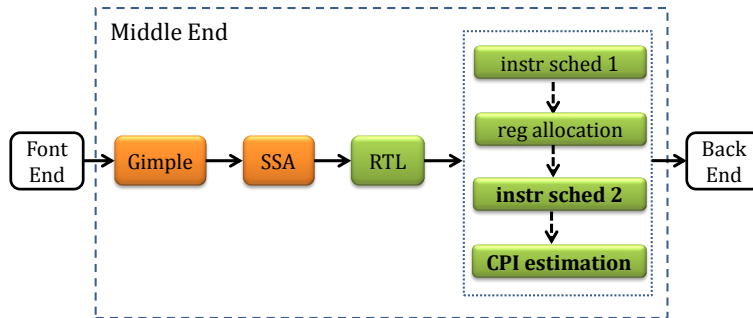 Middle End
Font
End
Gimple
SSA
RTL
instr sched 1
reg allocation
instr sched 2
CPI estimation
Back
End